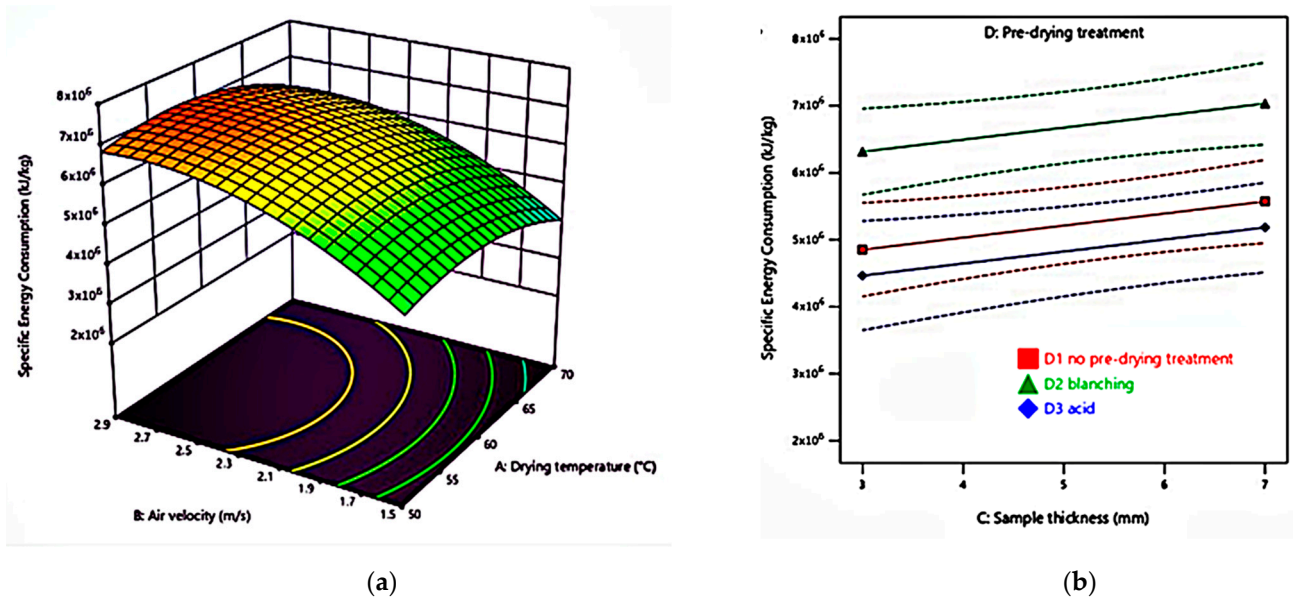 8x10⁶
7x10⁶
6x10⁶
5x10⁶
4x10⁶
3x10⁶
2x10⁶
Specific Energy Consumption (kJ/kg)
2.9
2.7
2.5
2.3
2.1
1.9
1.7
1.5
B: Air velocity (m/s)
50
55
60
65
70
A: Drying temperature (°C)
(a)
D: Pre-drying treatment
8x10⁶
7x10⁶
6x10⁶
5x10⁶
4x10⁶
3x10⁶
2x10⁶
Specific Energy Consumption (kJ/kg)
D1 no pre-drying treatment
D2 blanching
D3 acid
3
4
5
6
7
C: Sample thickness (mm)
(b)